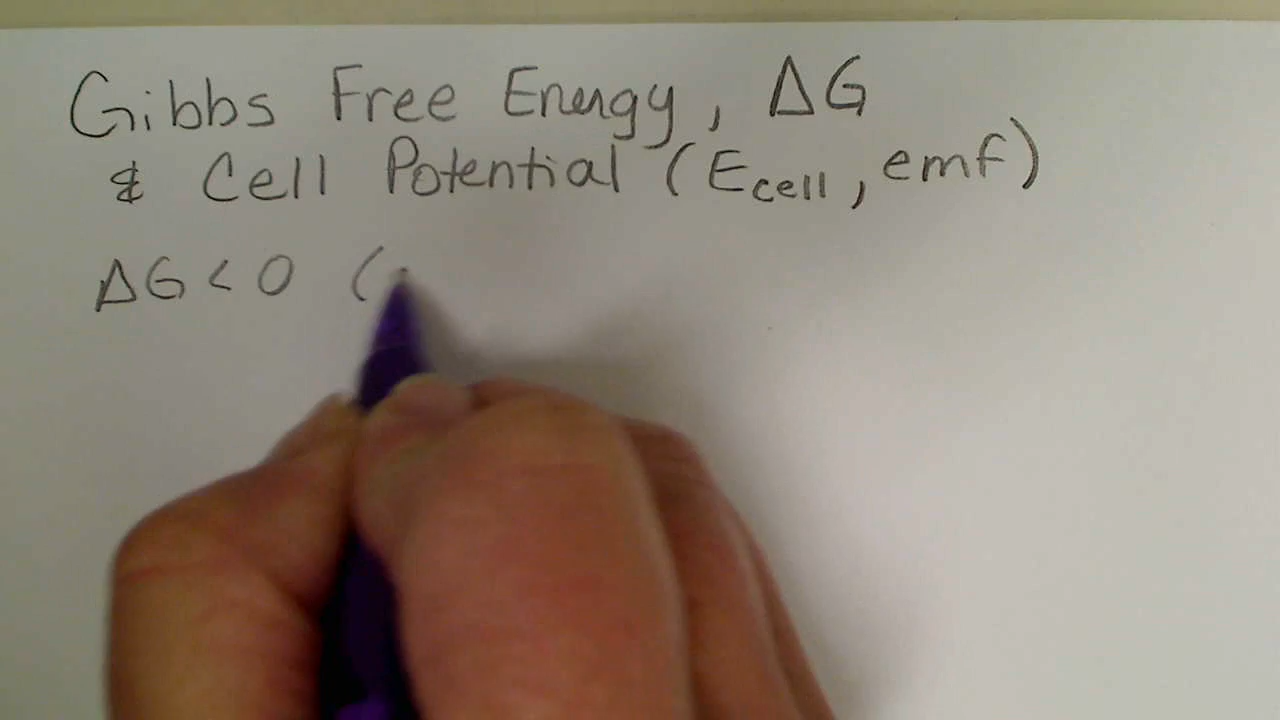 Gibbs Free Energy, ΔG
& Cell Potential (Ecell, emf)
ΔG < 0 (